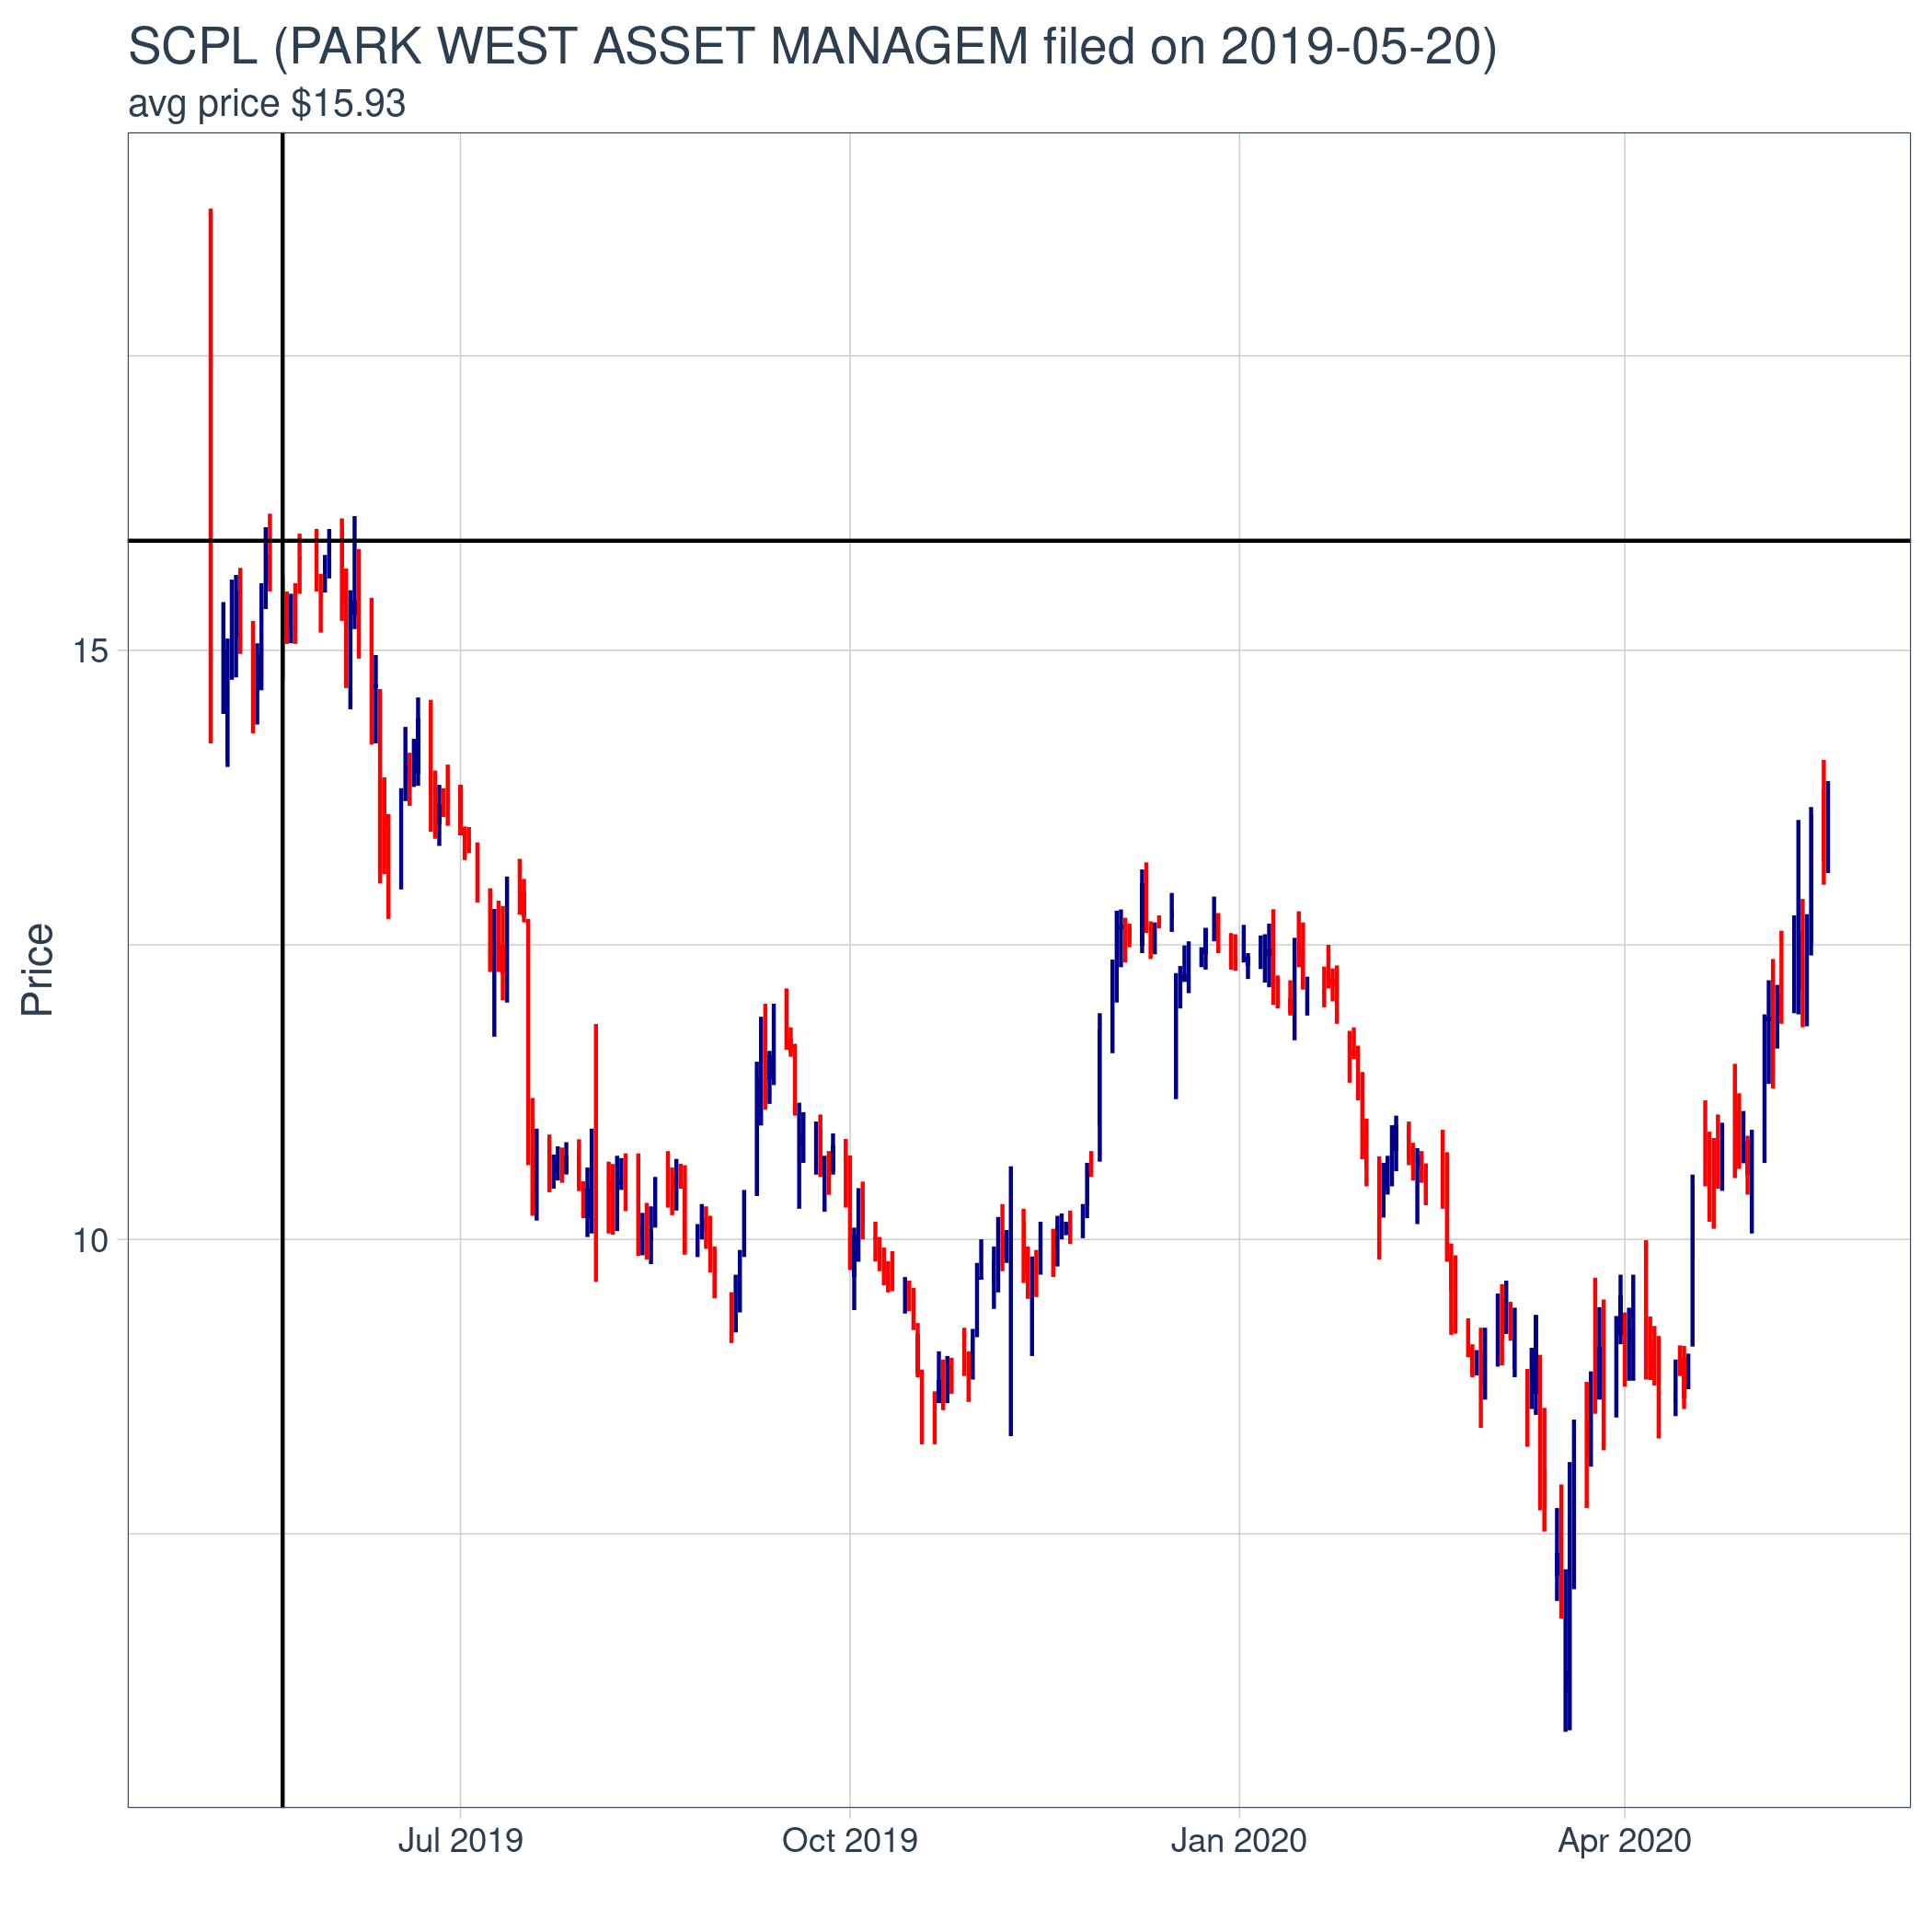 SCPL (PARK WEST ASSET MANAGEM filed on 2019-05-20)
avg price $15.93
Price
15
10
Jul 2019
Oct 2019
Jan 2020
Apr 2020